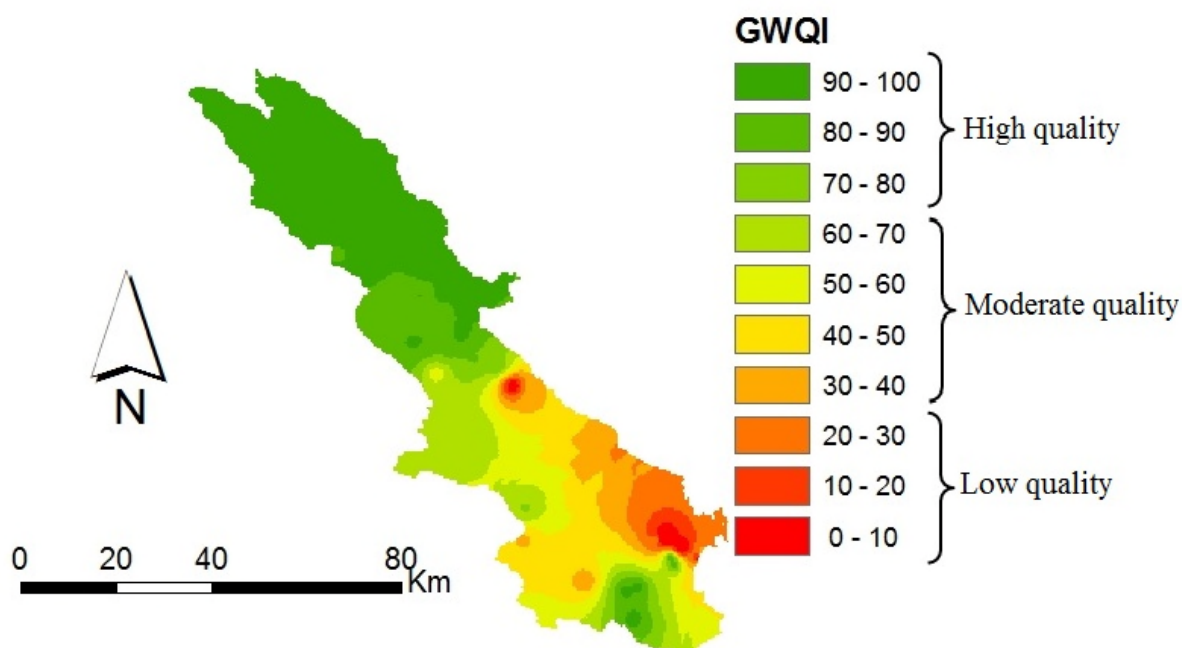 GWQI
90 - 100
80 - 90
70 - 80
High quality
60 - 70
50 - 60
40 - 50
30 - 40
Moderate quality
20 - 30
10 - 20
0 - 10
Low quality
N
0 20 40 80
Km